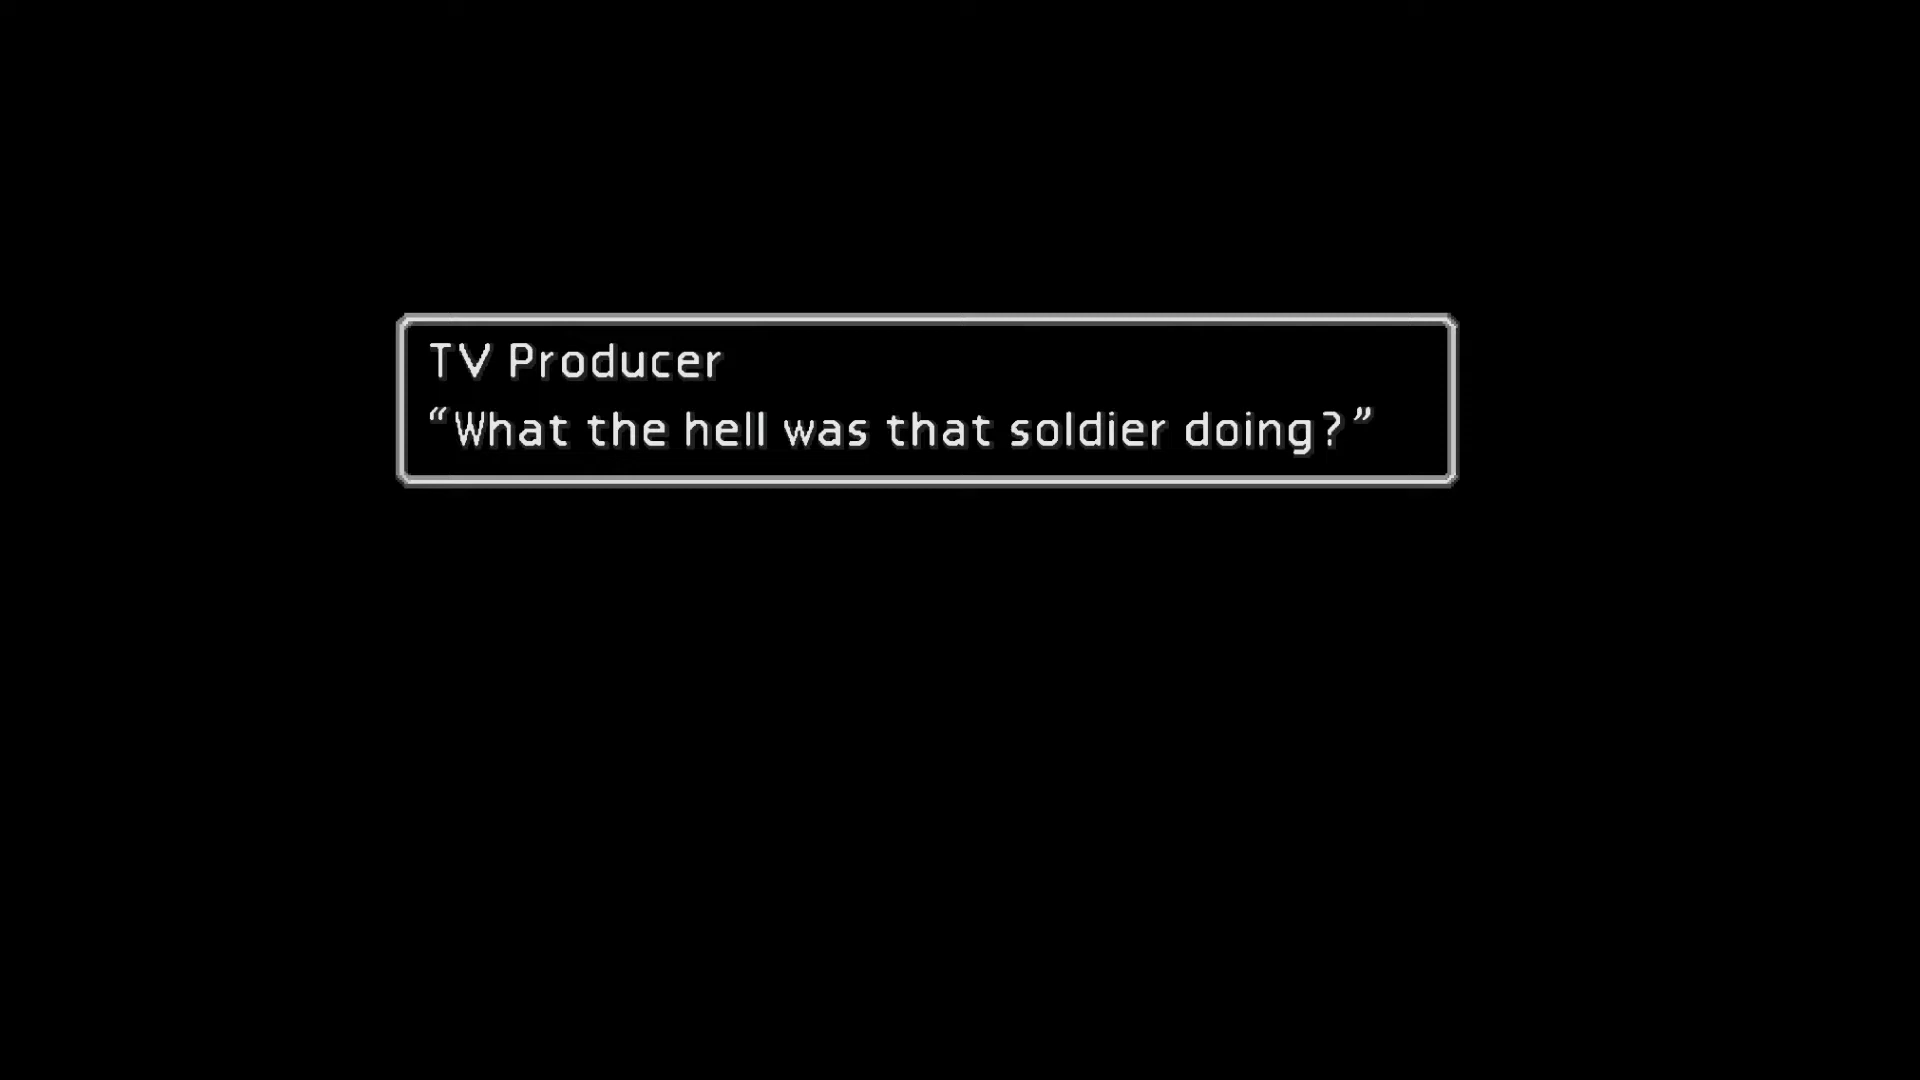 TV Producer
“What the hell was that soldier doing?”